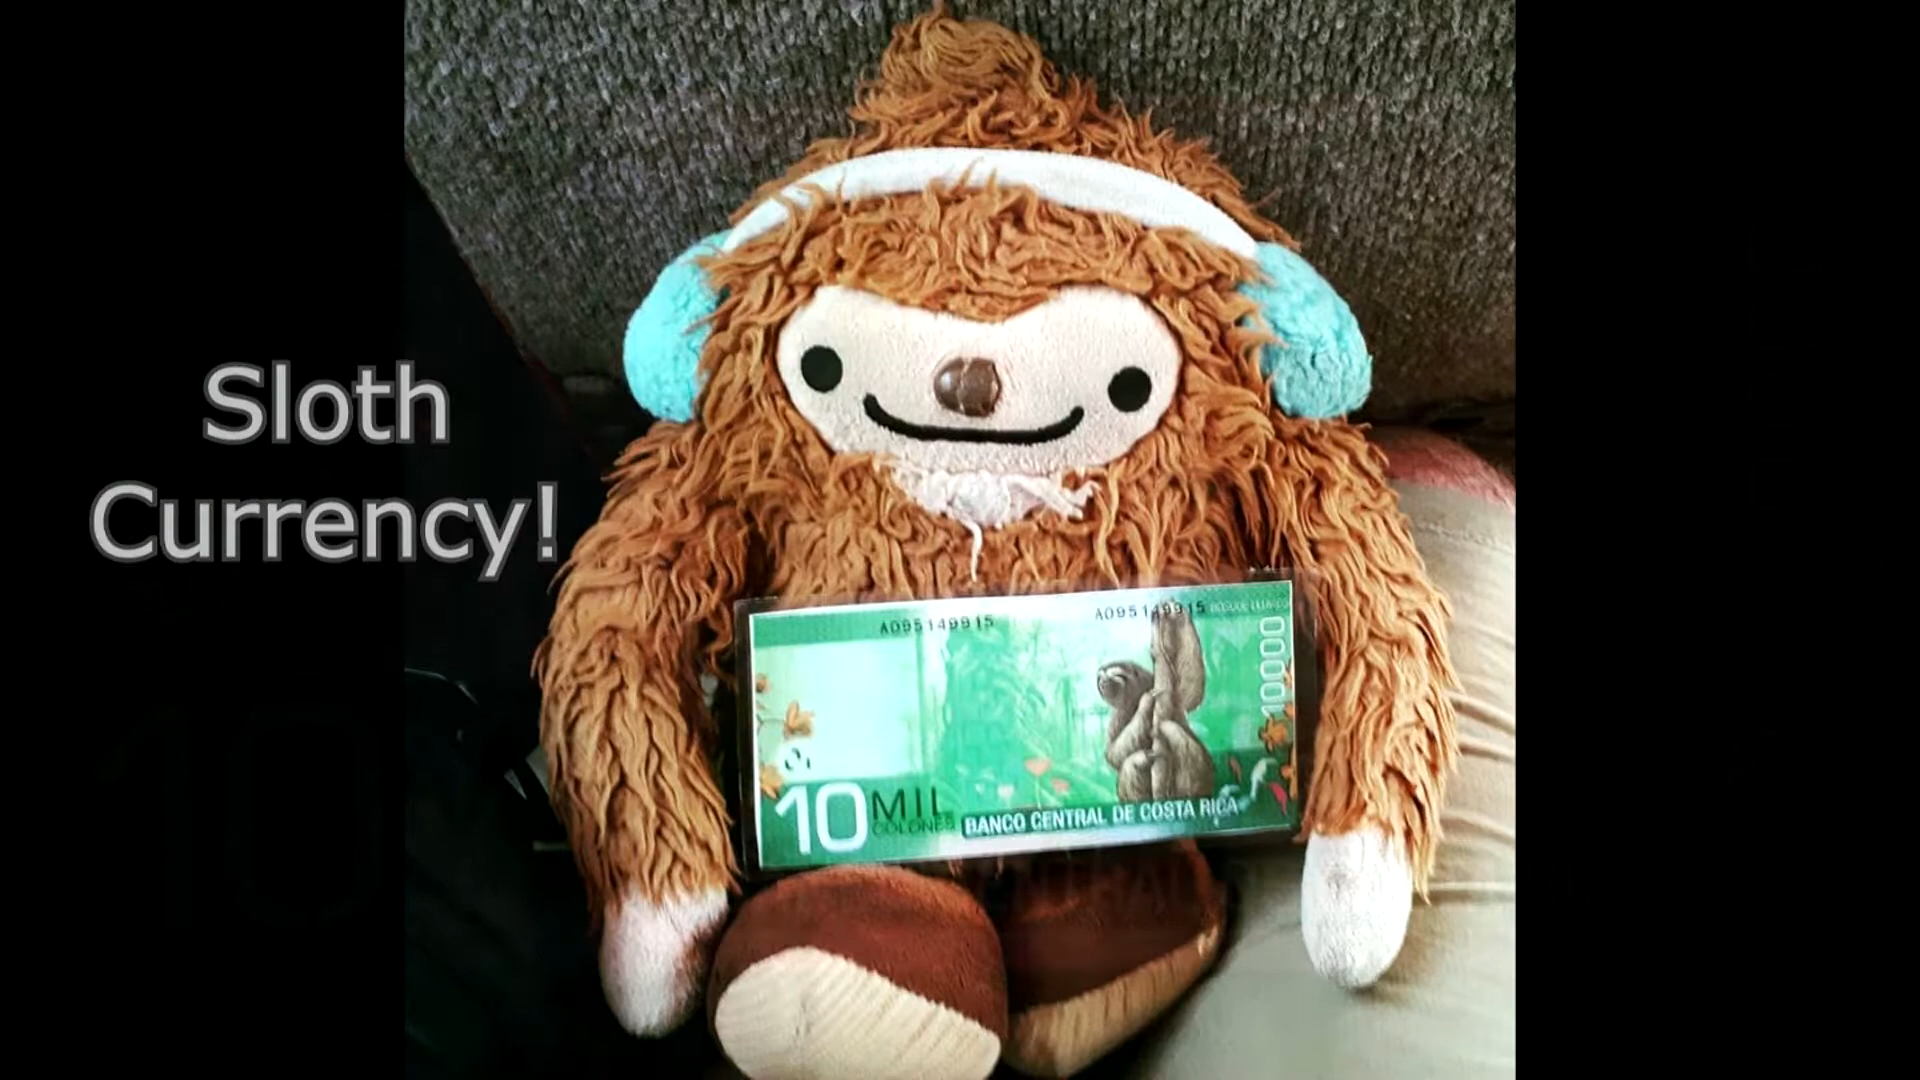 Sloth
Currency!
A095149915
A095149915
10000
10 MIL
COLONES
BANCO CENTRAL DE COSTA RICA